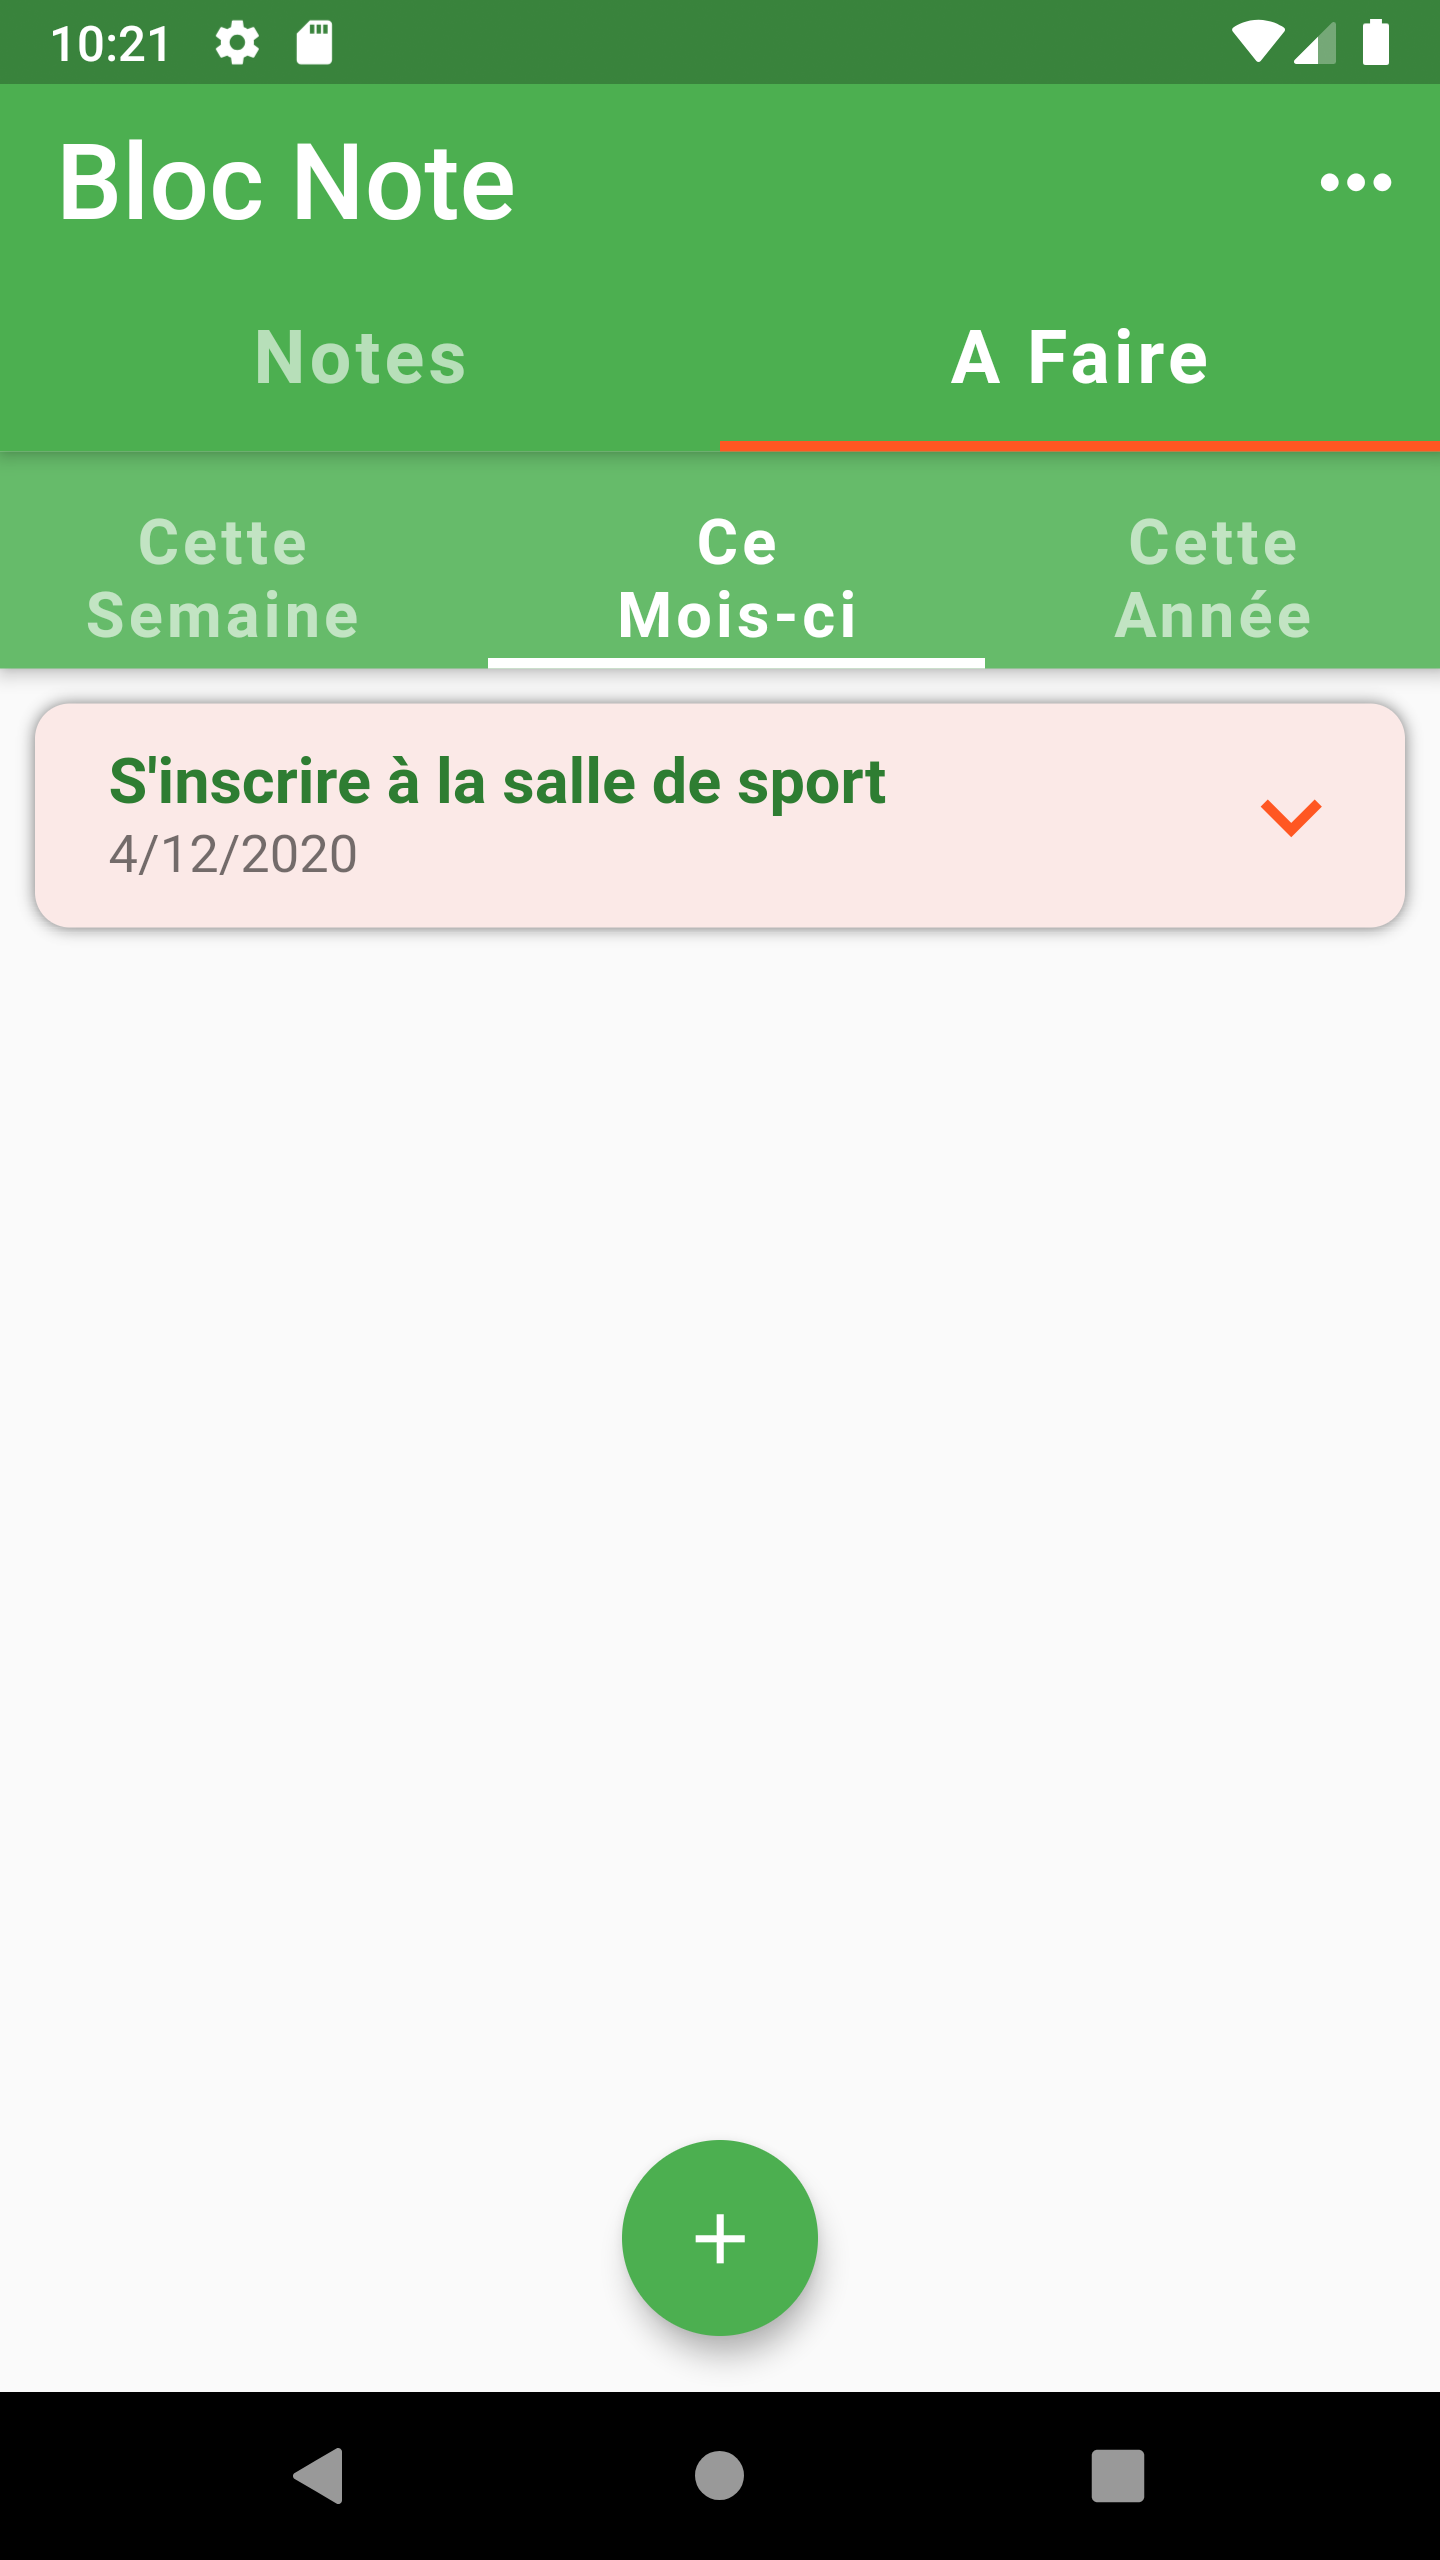 10:21
Bloc Note
Notes
A Faire
Cette
Semaine
Ce
Mois-ci
Cette
Année
S'inscrire à la salle de sport
4/12/2020